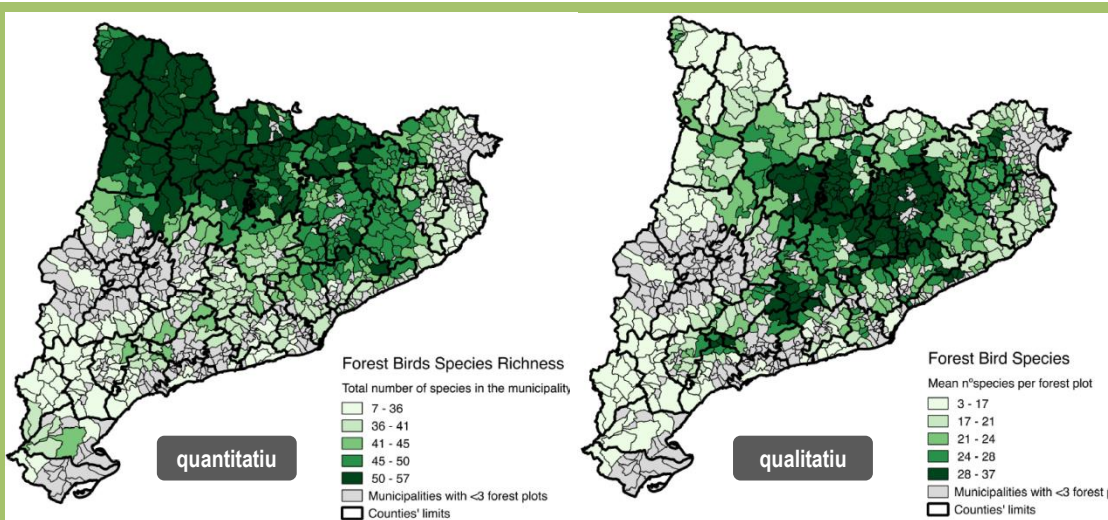 Forest Birds Species Richness
Total number of species in the municipality
7 - 36
36 - 41
41 - 45
45 - 50
50 - 57
Municipalities with <3 forest plots
Counties' limits
quantitatiu
Forest Bird Species
Mean nºspecies per forest plot
3 - 17
17 - 21
21 - 24
24 - 28
28 - 37
Municipalities with <3 forest p
Counties' limits
qualitatiu